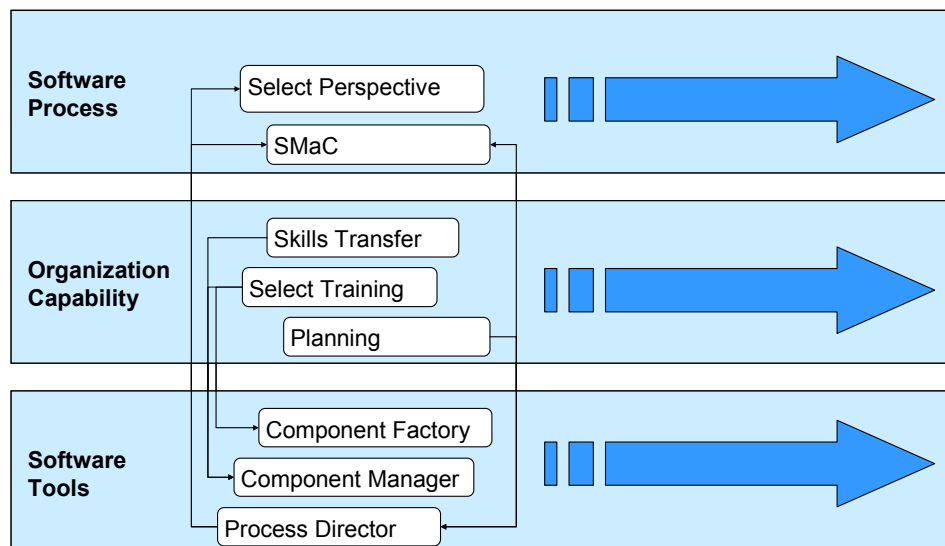 Software
Process
Select Perspective
SMaC
Organization
Capability
Skills Transfer
Select Training
Planning
Software
Tools
Component Factory
Component Manager
Process Director